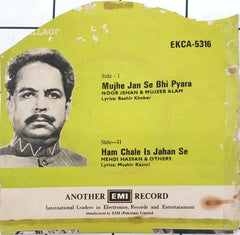 LLAGI"
EKCA-5316
Side-I
Mujhe Jan Se Bhi Pyara
NOOR JEHAN & MUJEEB ALAM
Lyrics: Bashir Khokar
Side-II
Ham Chale Is Jahan Se
MEHDI HASSAN & OTHERS
Lyrics: Mushir Kazmi
ANOTHER EMI RECORD
International Leaders in Electronics, Records and Entertainment
Manufactured by EMI (Pakistan) Limited